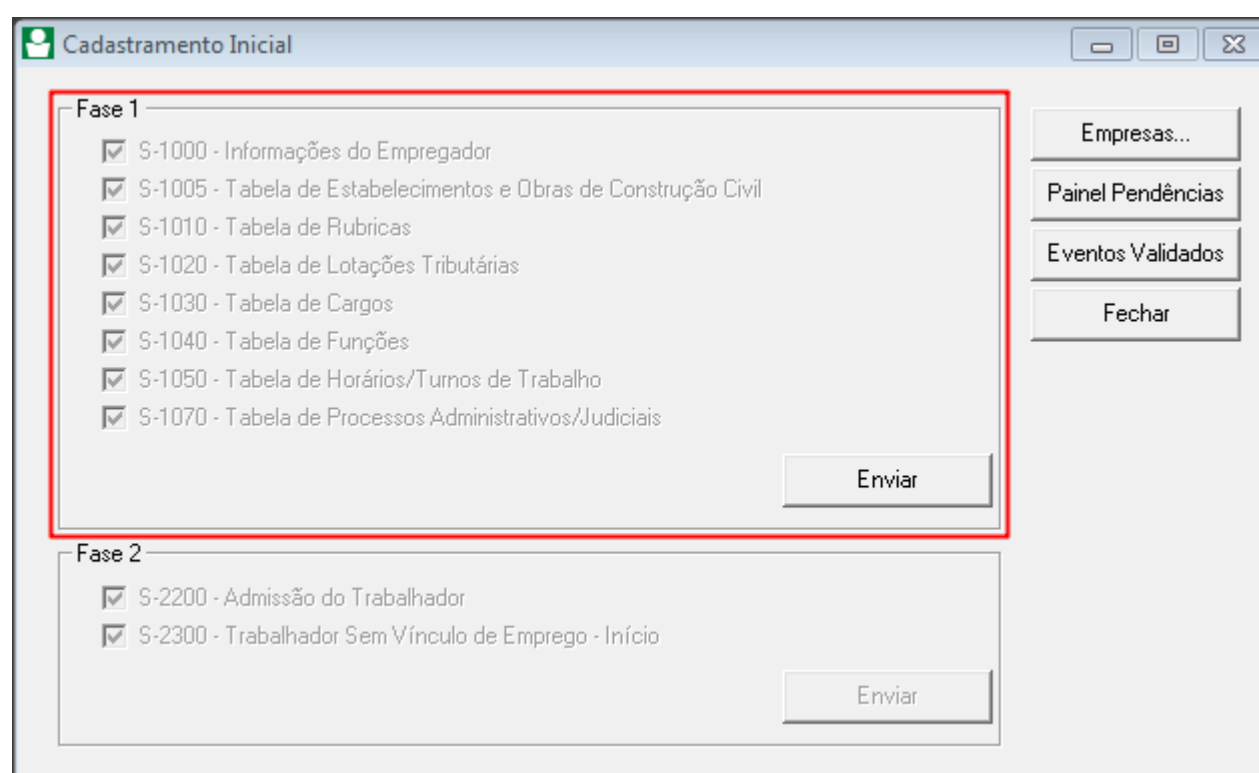 Cadastramento Inicial
Fase 1
S-1000 - Informações do Empregador
S-1005 - Tabela de Estabelecimentos e Obras de Construção Civil
S-1010 - Tabela de Rubricas
S-1020 - Tabela de Lotações Tributárias
S-1030 - Tabela de Cargos
S-1040 - Tabela de Funções
S-1050 - Tabela de Horários/Turnos de Trabalho
S-1070 - Tabela de Processos Administrativos/Judiciais
Enviar
Empresas...
Painel Pendências
Eventos Validados
Fechar
Fase 2
S-2200 - Admissão do Trabalhador
S-2300 - Trabalhador Sem Vínculo de Emprego - Início
Enviar